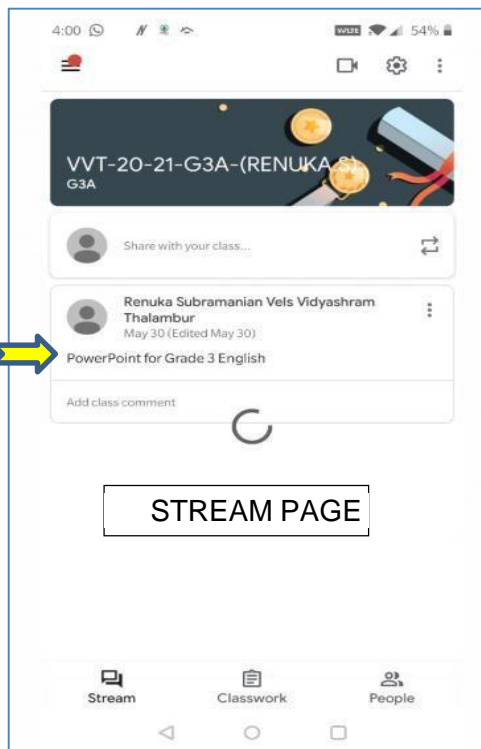 4:00 54%
VVT-20-21-G3A-(RENUKA S)
G3A
Share with your class...
Renuka Subramanian Vels Vidyashram
Thalambur
May 30 (Edited May 30)
PowerPoint for Grade 3 English
Add class comment
STREAM PAGE
Stream Classwork People